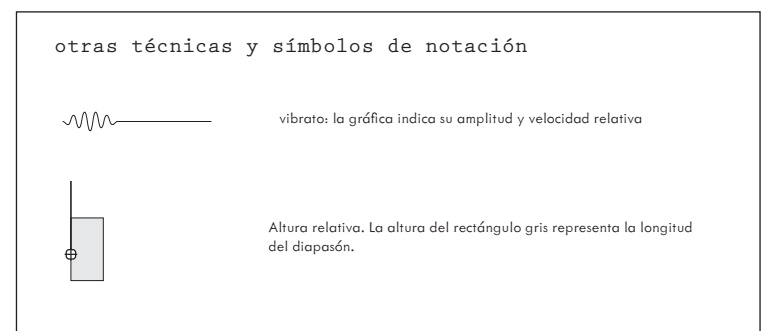 otras técnicas y símbolos de notación
vibrato: la gráfica indica su amplitud y velocidad relativa
Altura relativa. La altura del rectángulo gris representa la longitud
del diapasón.